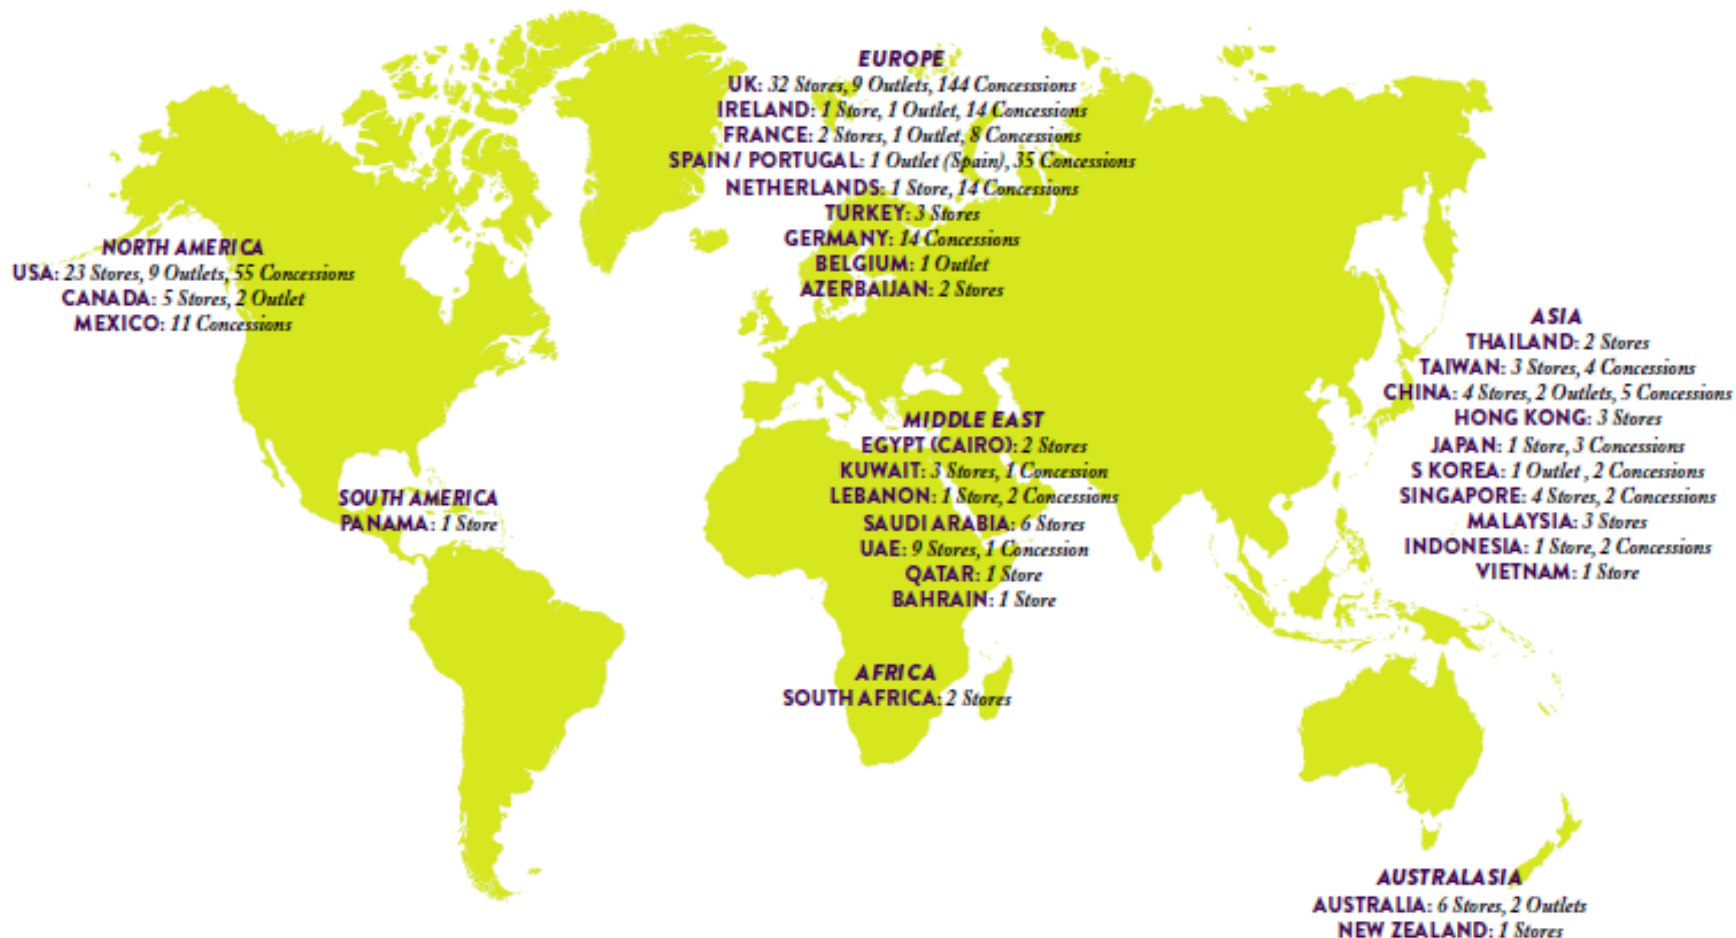 EUROPE
UK: 32 Stores, 9 Outlets, 144 Concesssions
IRELAND: 1 Store, 1 Outlet, 14 Concessions
FRANCE: 2 Stores, 1 Outlet, 8 Concessions
SPAIN / PORTUGAL: 1 Outlet (Spain), 35 Concessions
NETHERLANDS: 1 Store, 14 Concessions
TURKEY: 3 Stores
GERMANY: 14 Concessions
BELGIUM: 1 Outlet
AZERBAIJAN: 2 Stores
NORTH AMERICA
USA: 23 Stores, 9 Outlets, 55 Concessions
CANADA: 5 Stores, 2 Outlet
MEXICO: 11 Concessions
ASIA
THAILAND: 2 Stores
TAIWAN: 3 Stores, 4 Concessions
CHINA: 4 Stores, 2 Outlets, 5 Concessions
HONG KONG: 3 Stores
JAPAN: 1 Store, 3 Concessions
S KOREA: 1 Outlet , 2 Concessions
SINGAPORE: 4 Stores, 2 Concessions
MALAYSIA: 3 Stores
INDONESIA: 1 Store, 2 Concessions
VIETNAM: 1 Store
MIDDLE EAST
EGYPT (CAIRO): 2 Stores
KUWAIT: 3 Stores, 1 Concession
LEBANON: 1 Store, 2 Concessions
SAUDI ARABIA: 6 Stores
UAE: 9 Stores, 1 Concession
QATAR: 1 Store
BAHRAIN: 1 Store
SOUTH AMERICA
PANAMA: 1 Store
AFRICA
SOUTH AFRICA: 2 Stores
AUSTRALASIA
AUSTRALIA: 6 Stores, 2 Outlets
NEW ZEALAND: 1 Stores